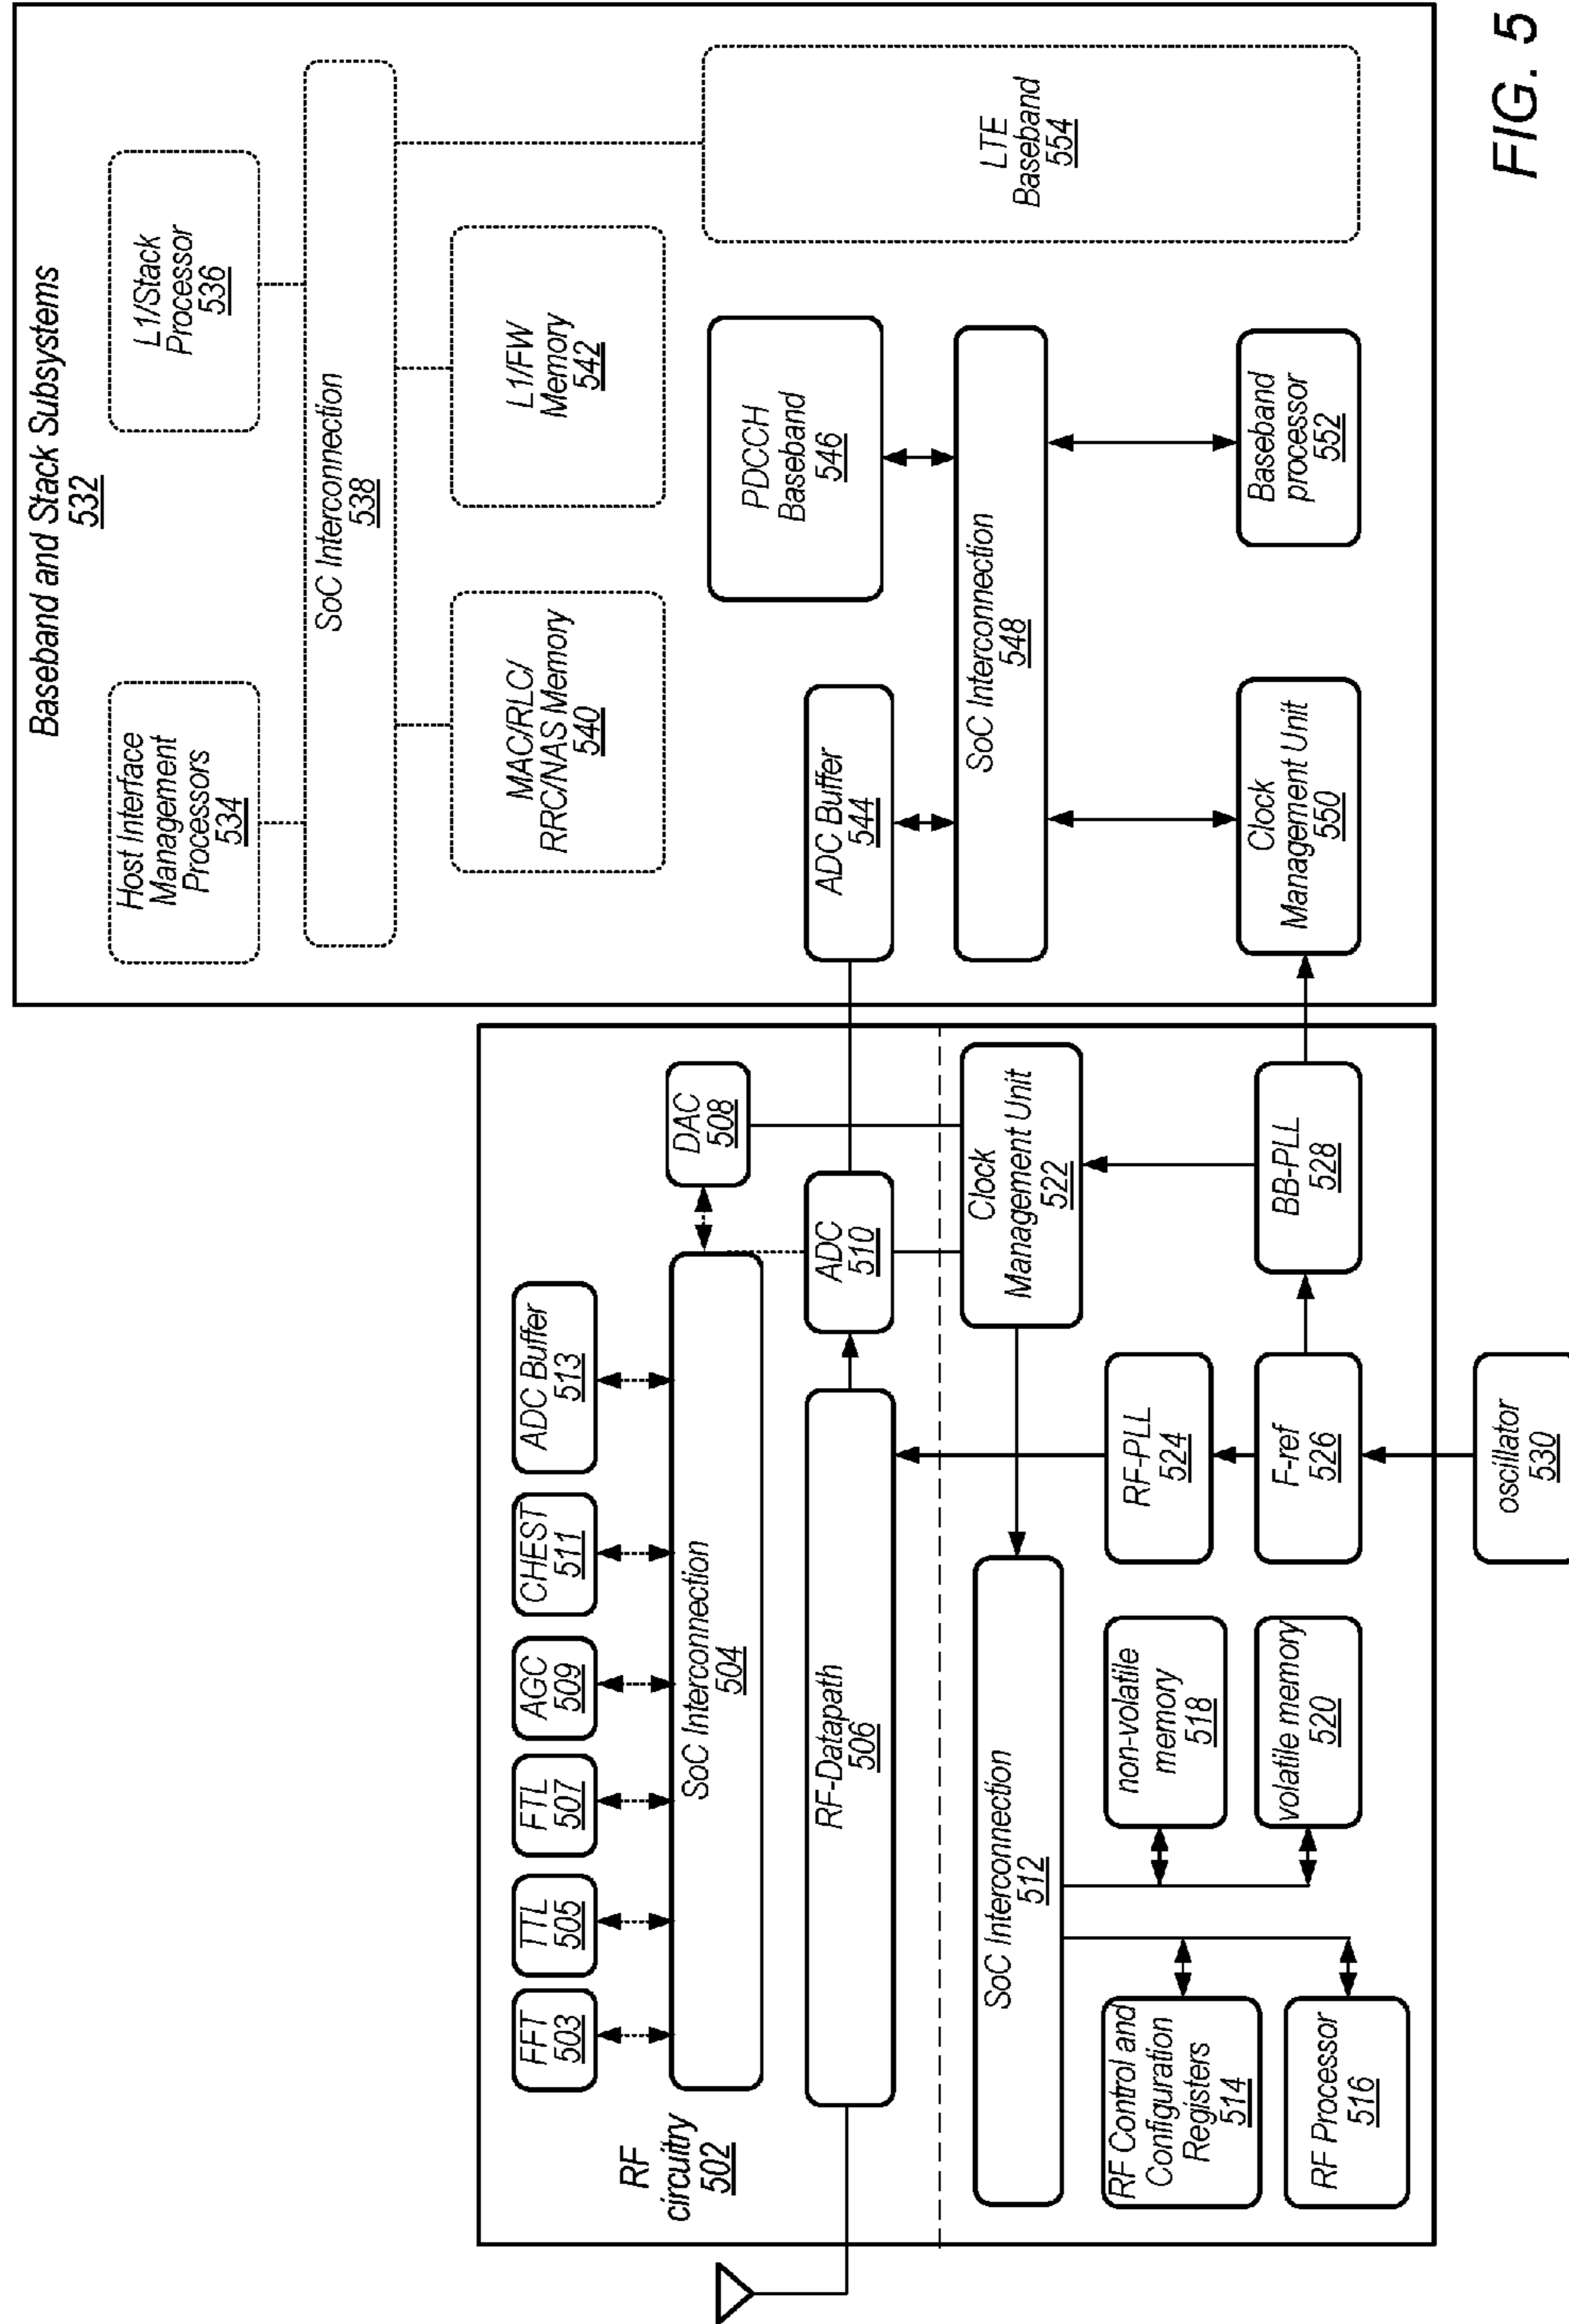 Baseband and Stack Subsystems
532
Host Interface
Management
Processors
534
L1/Stack
Processor
536
SoC Interconnection
538
MAC/RLC/
RRC/NAS Memory
540
L1/FW
Memory
542
ADC Buffer
544
PDCCH
Baseband
546
SoC Interconnection
548
Clock
Management Unit
550
Baseband
processor
552
LTE
Baseband
554
RF
circuitry
502
FFT
503
TTL
505
FTL
507
AGC
509
CHEST
511
ADC Buffer
513
SoC Interconnection
504
DAC
508
RF-Datapath
506
ADC
510
SoC Interconnection
512
Clock
Management Unit
522
RF Control and
Configuration
Registers
514
RF Processor
516
non-volatile
memory
518
volatile memory
520
RF-PLL
524
F-ref
526
BB-PLL
528
oscillator
530
FIG. 5